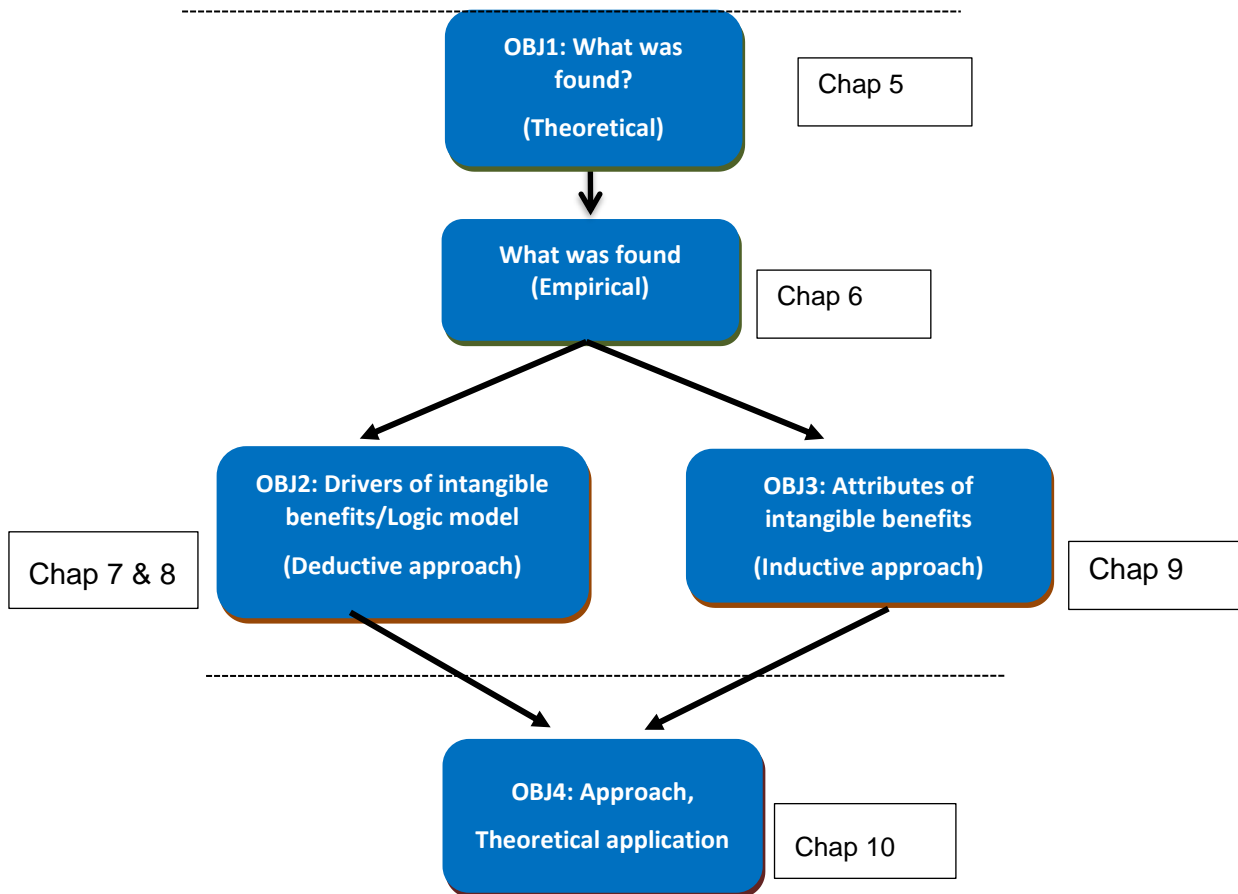 OBJ1: What was
found?
(Theoretical)
Chap 5
What was found
(Empirical)
Chap 6
OBJ2: Drivers of intangible
benefits/Logic model
(Deductive approach)
Chap 7 & 8
OBJ3: Attributes of
intangible benefits
(Inductive approach)
Chap 9
OBJ4: Approach,
Theoretical application
Chap 10